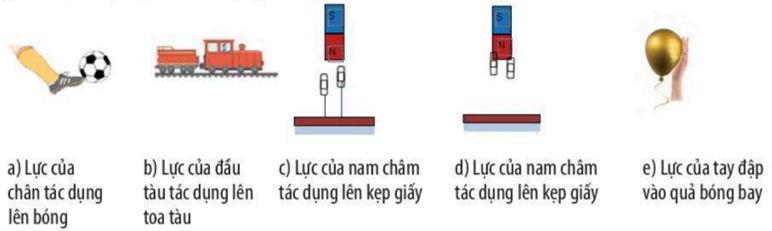 S
N
S
N
a) Lực của
chân tác dụng
lên bóng
b) Lực của đầu
tàu tác dụng lên
toa tàu
c) Lực của nam châm
tác dụng lên kẹp giấy
d) Lực của nam châm
tác dụng lên kẹp giấy
e) Lực của tay đập
vào quả bóng bay